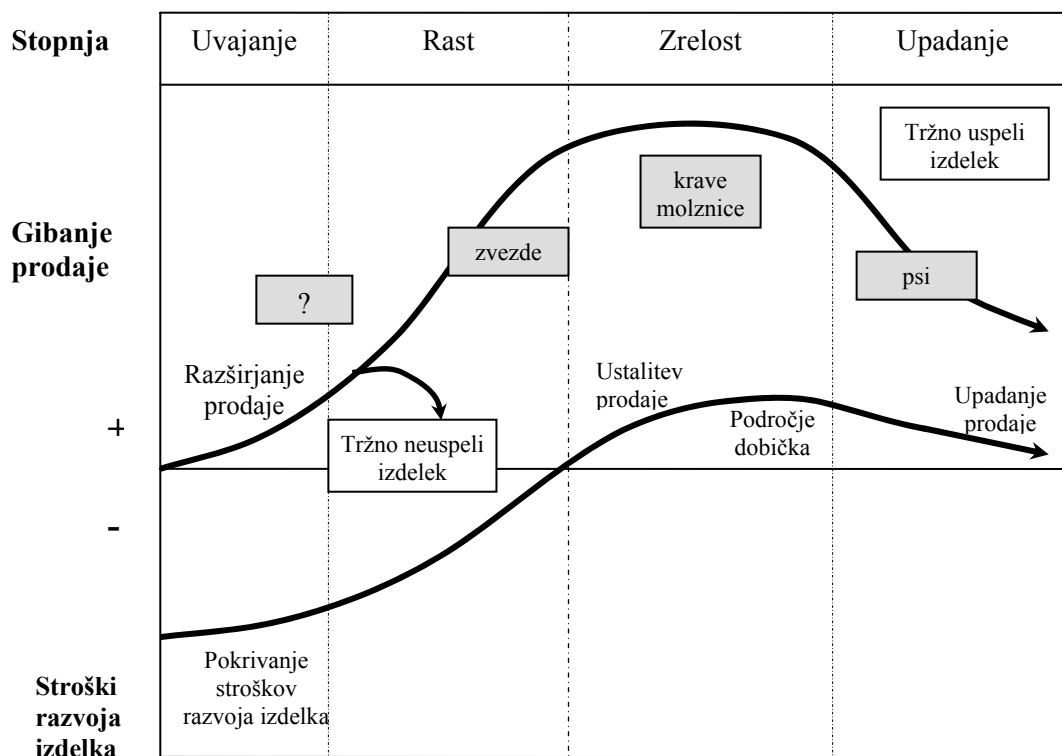 Stopnja
Uvajanje
Rast
Zrelost
Upadanje
Tržno uspeli
izdelek
krave
molznice
Gibanje
prodaje
zvezde
psi
?
Razširjanje
prodaje
Ustalitev
prodaje
Področje
dobička
Upadanje
prodaje
+
Tržno neuspeli
izdelek
-
Pokrivanje
stroškov
razvoja izdelka
Stroški
razvoja
izdelka